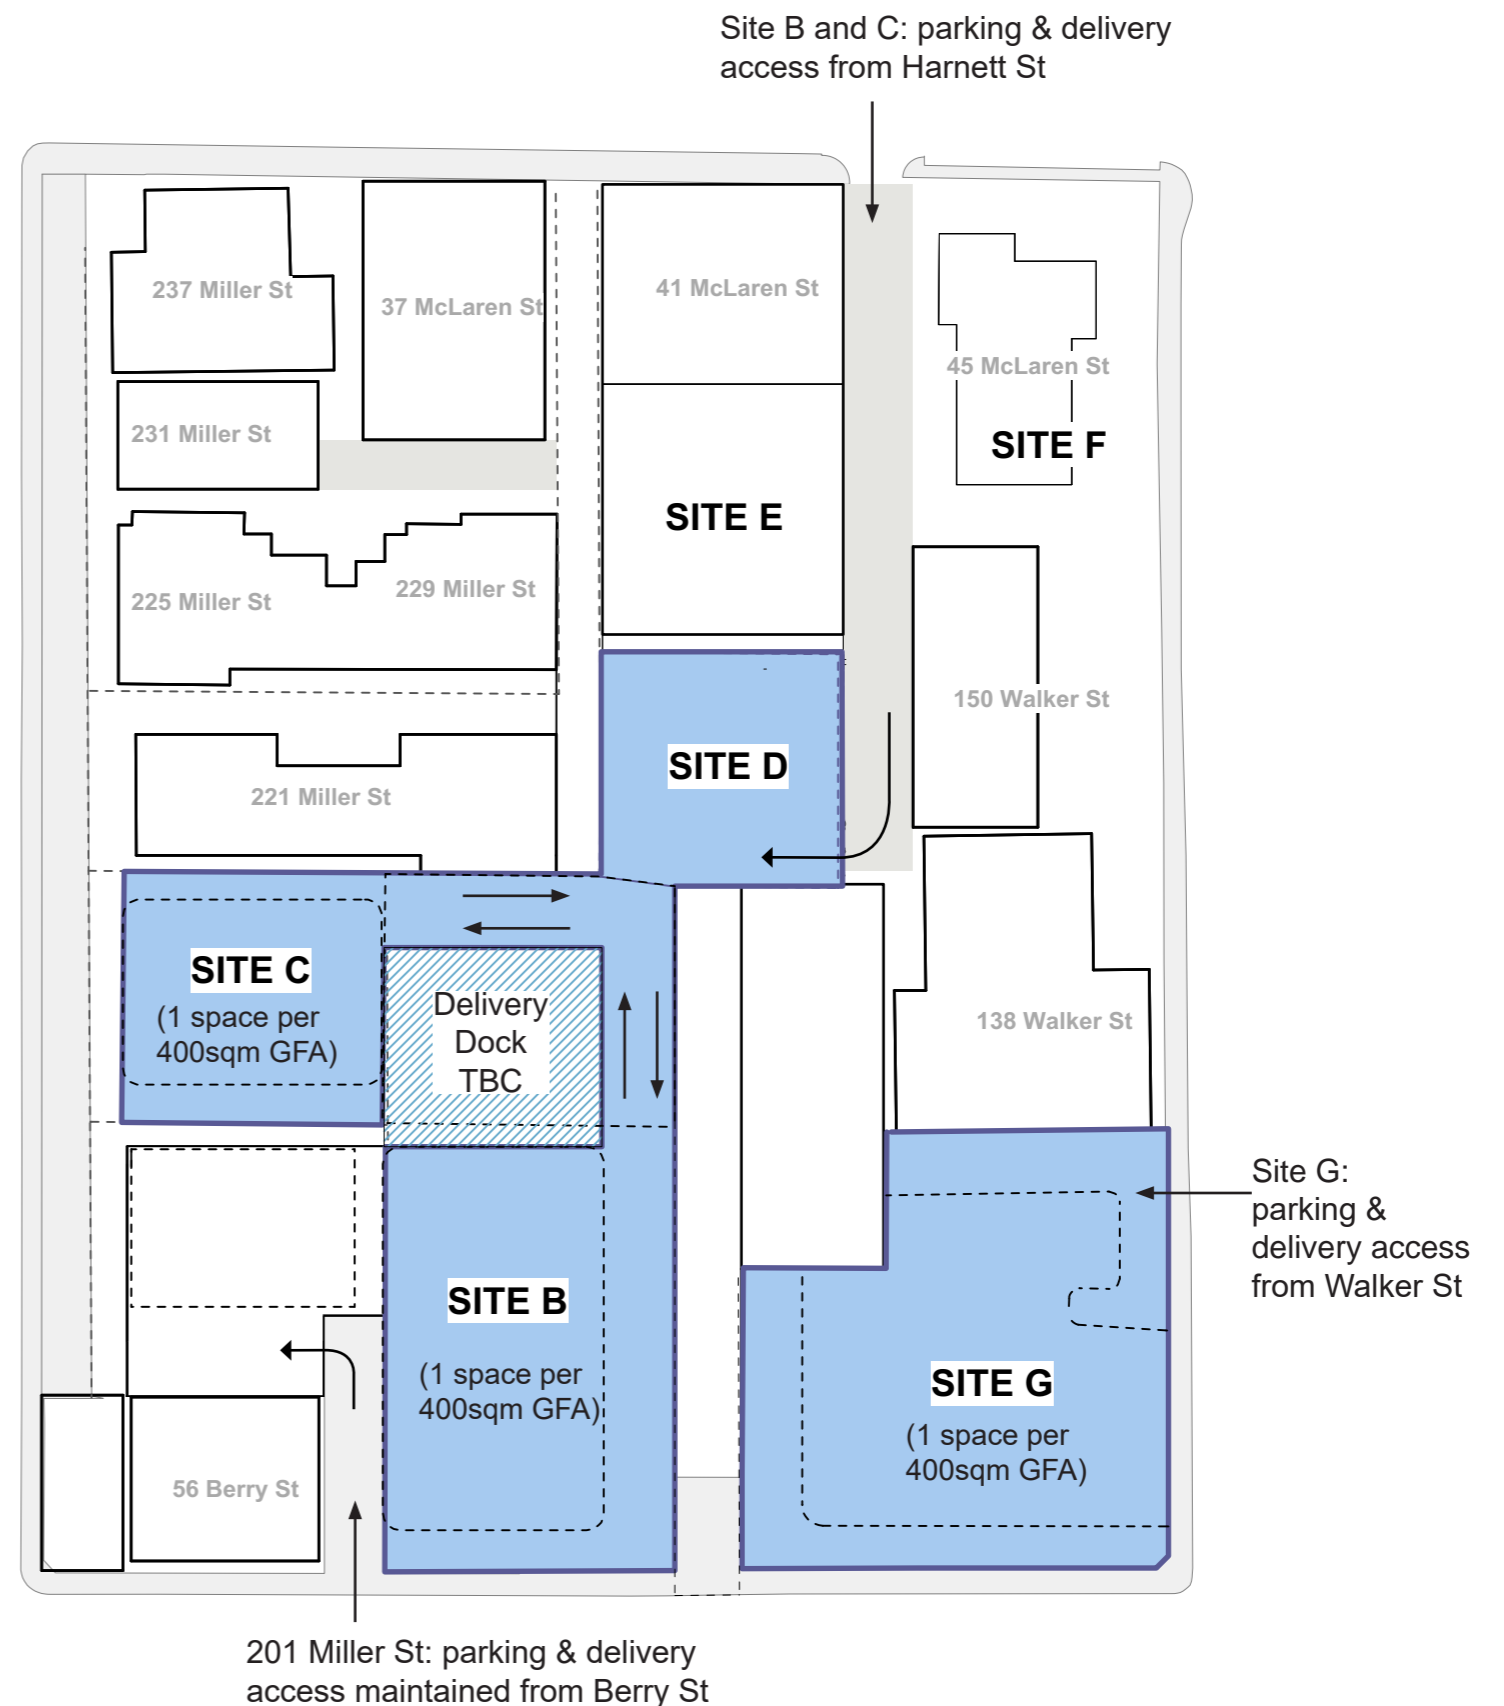 Site B and C: parking & delivery
access from Harnett St
237 Miller St
37 McLaren St
41 McLaren St
45 McLaren St
SITE F
231 Miller St
SITE E
225 Miller St
229 Miller St
150 Walker St
SITE D
221 Miller St
SITE C
(1 space per
400sqm GFA)
Delivery
Dock
TBC
138 Walker St
Site G:
parking &
delivery access
from Walker St
SITE B
(1 space per
400sqm GFA)
SITE G
(1 space per
400sqm GFA)
56 Berry St
201 Miller St: parking & delivery
access maintained from Berry St